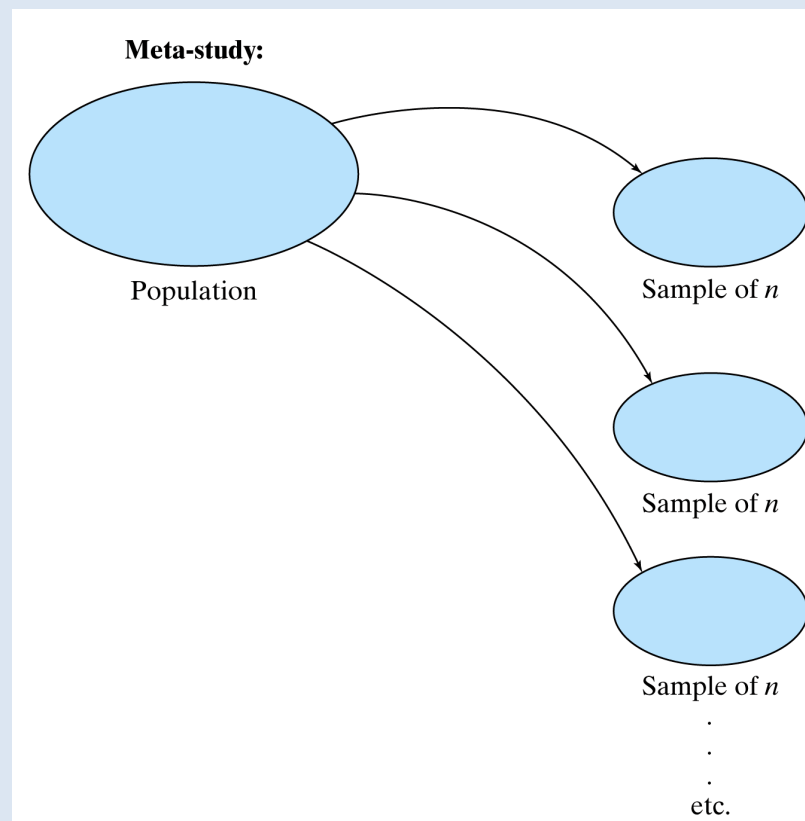 Meta-study:
Population
Sample of n
Sample of n
Sample of n
.
.
.
etc.